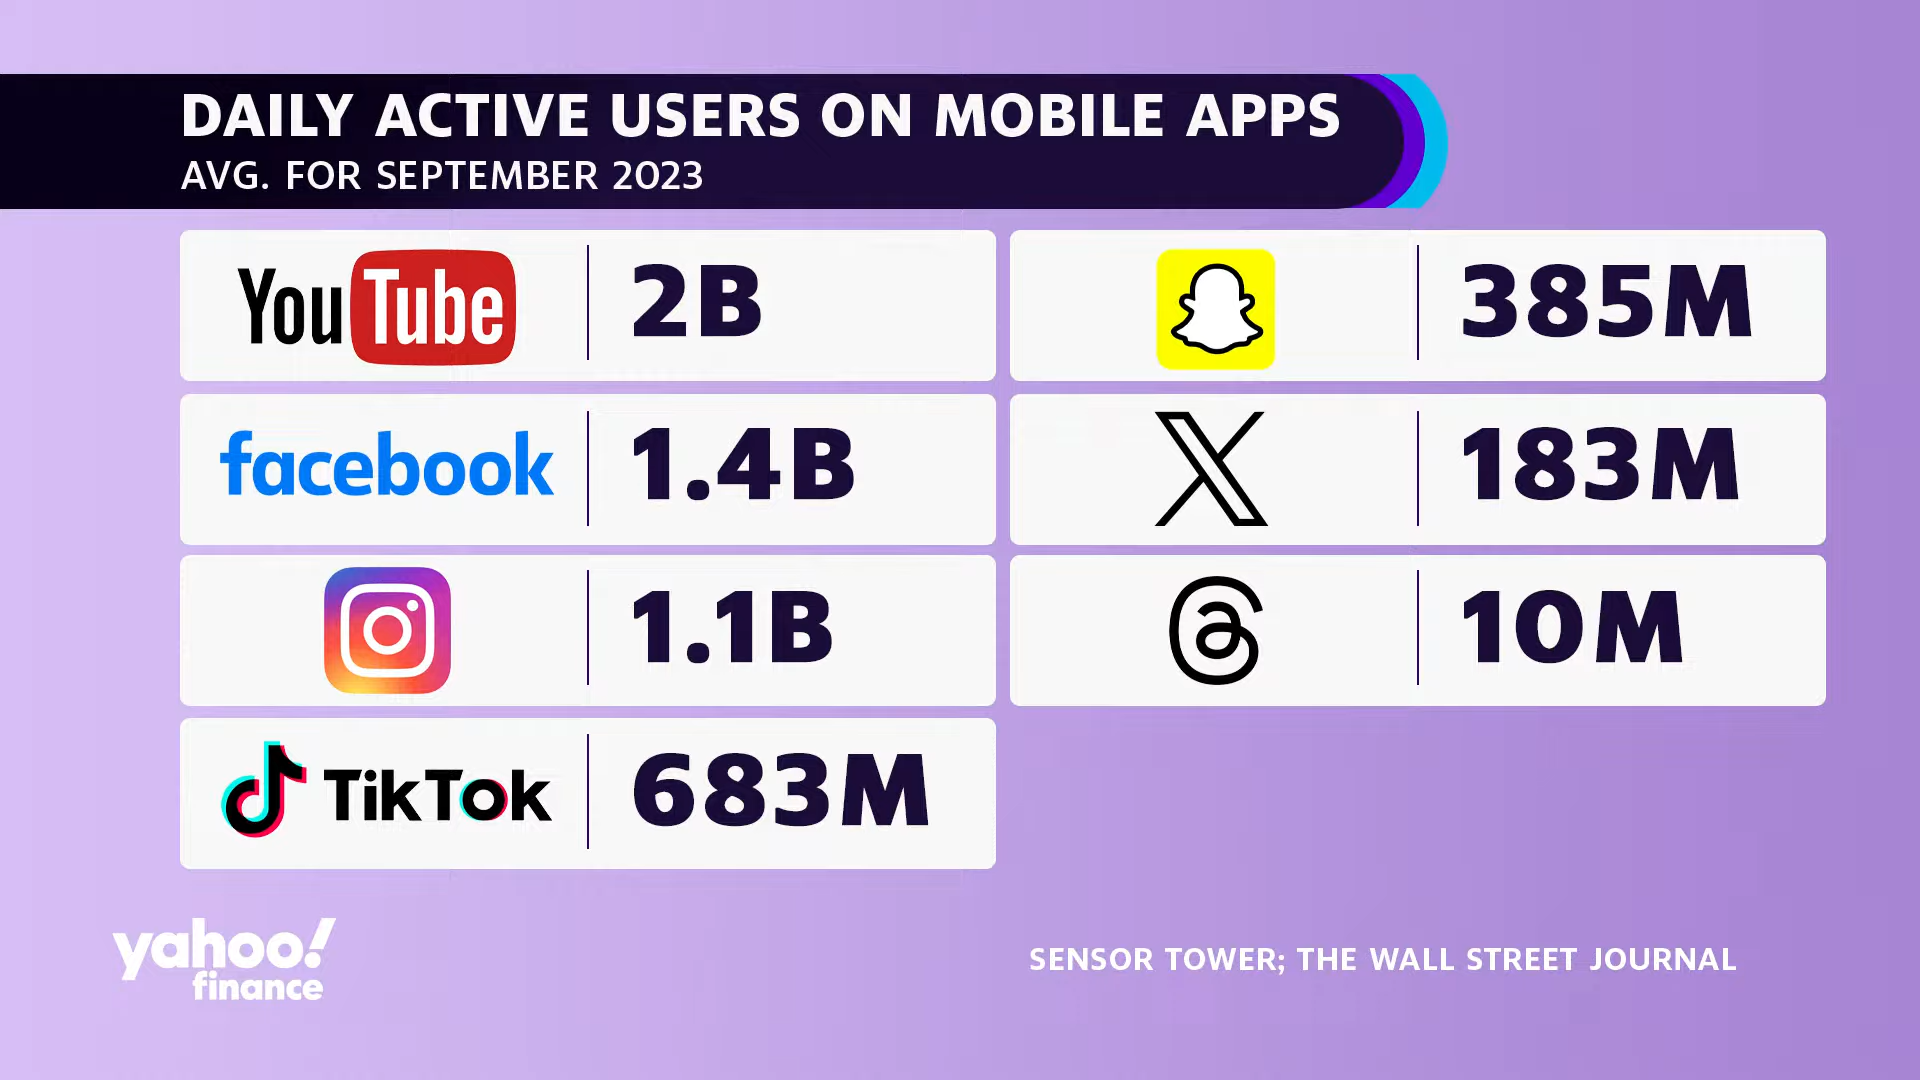 DAILY ACTIVE USERS ON MOBILE APPS
AVG. FOR SEPTEMBER 2023
YouTube 2B
facebook 1.4B
1.1B
TikTok 683M
385M
183M
10M
yahoo!
finance
SENSOR TOWER; THE WALL STREET JOURNAL